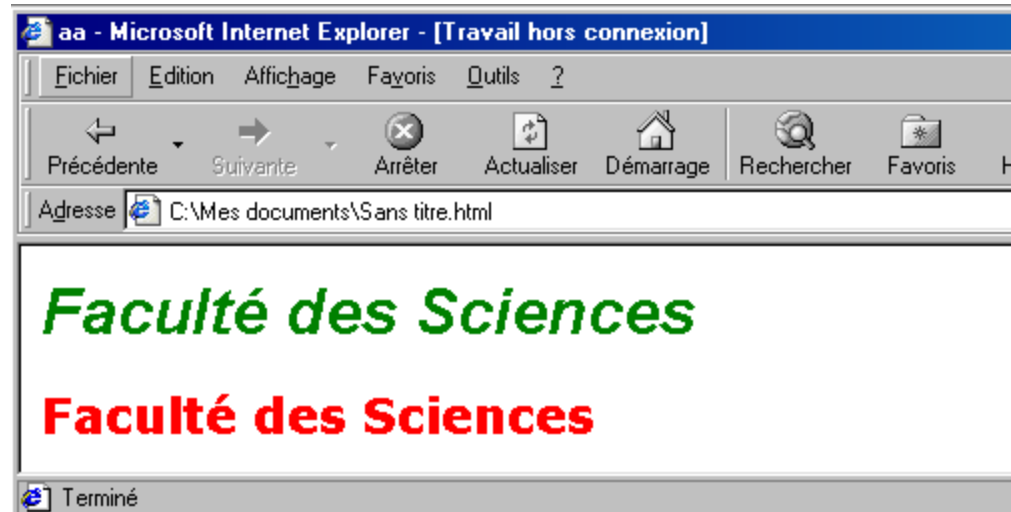 aa - Microsoft Internet Explorer - [Travail hors connexion]
Fichier Edition Affichage Favoris Outils ?
Précédente Suivante Arrêter Actualiser Démarrage Rechercher Favoris H
Adresse C:\Mes documents\Sans titre.html
Faculté des Sciences
Faculté des Sciences
Terminé